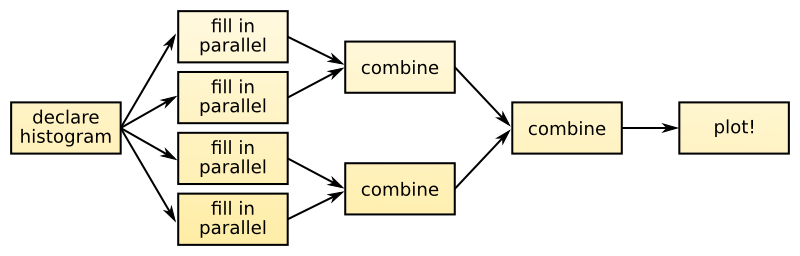 declare
histogram
fill in
parallel
fill in
parallel
fill in
parallel
fill in
parallel
combine
combine
combine
plot!